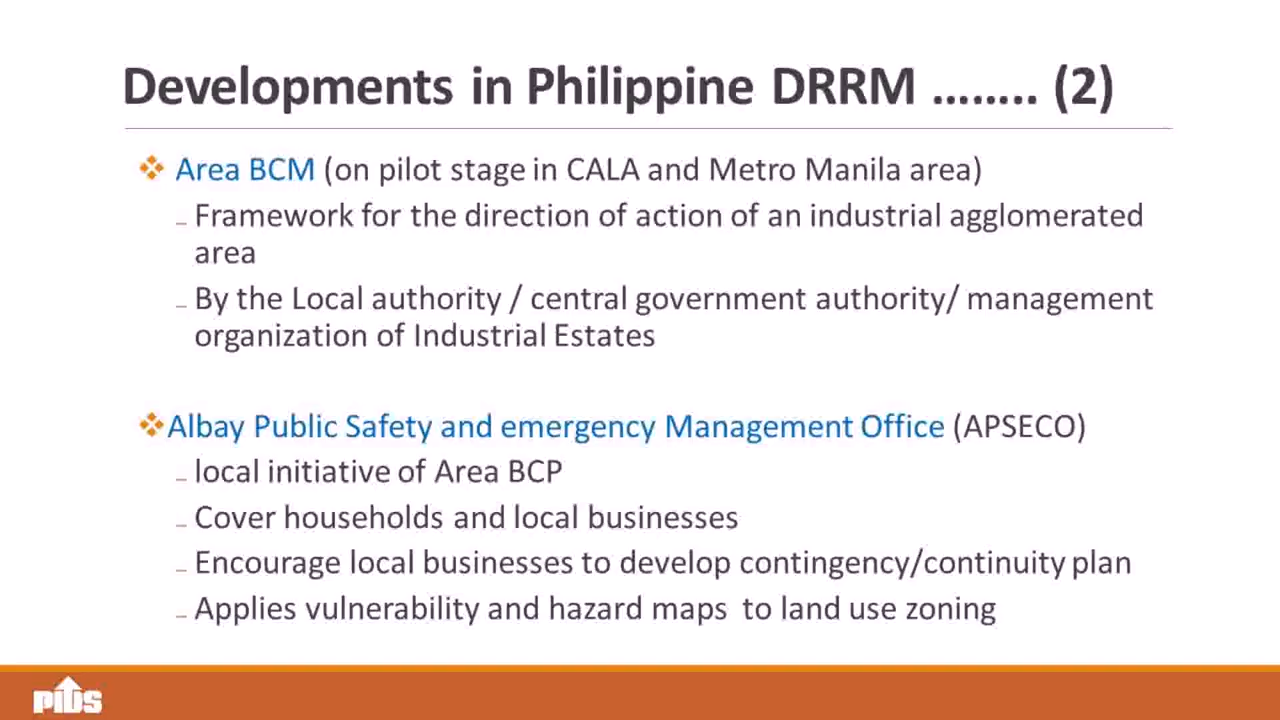 Developments in Philippine DRRM …….. (2)
Area BCM (on pilot stage in CALA and Metro Manila area)
– Framework for the direction of action of an industrial agglomerated
area
– By the Local authority / central government authority/ management
organization of Industrial Estates
Albay Public Safety and emergency Management Office (APSECO)
– local initiative of Area BCP
– Cover households and local businesses
– Encourage local businesses to develop contingency/continuity plan
– Applies vulnerability and hazard maps  to land use zoning
PIDS